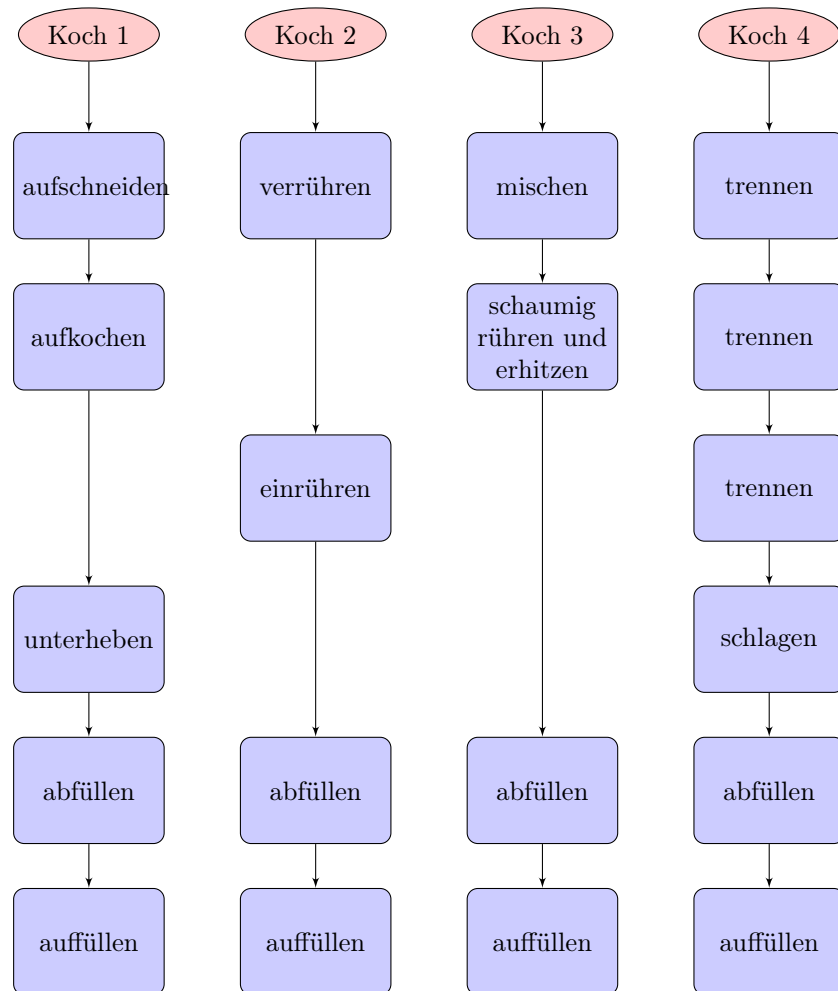 Koch 1
Koch 2
Koch 3
Koch 4
aufschneiden
verrühren
mischen
trennen
aufkochen
schaumig
rühren und
erhitzen
trennen
einrühren
trennen
unterheben
schlagen
abfüllen
abfüllen
abfüllen
abfüllen
auffüllen
auffüllen
auffüllen
auffüllen